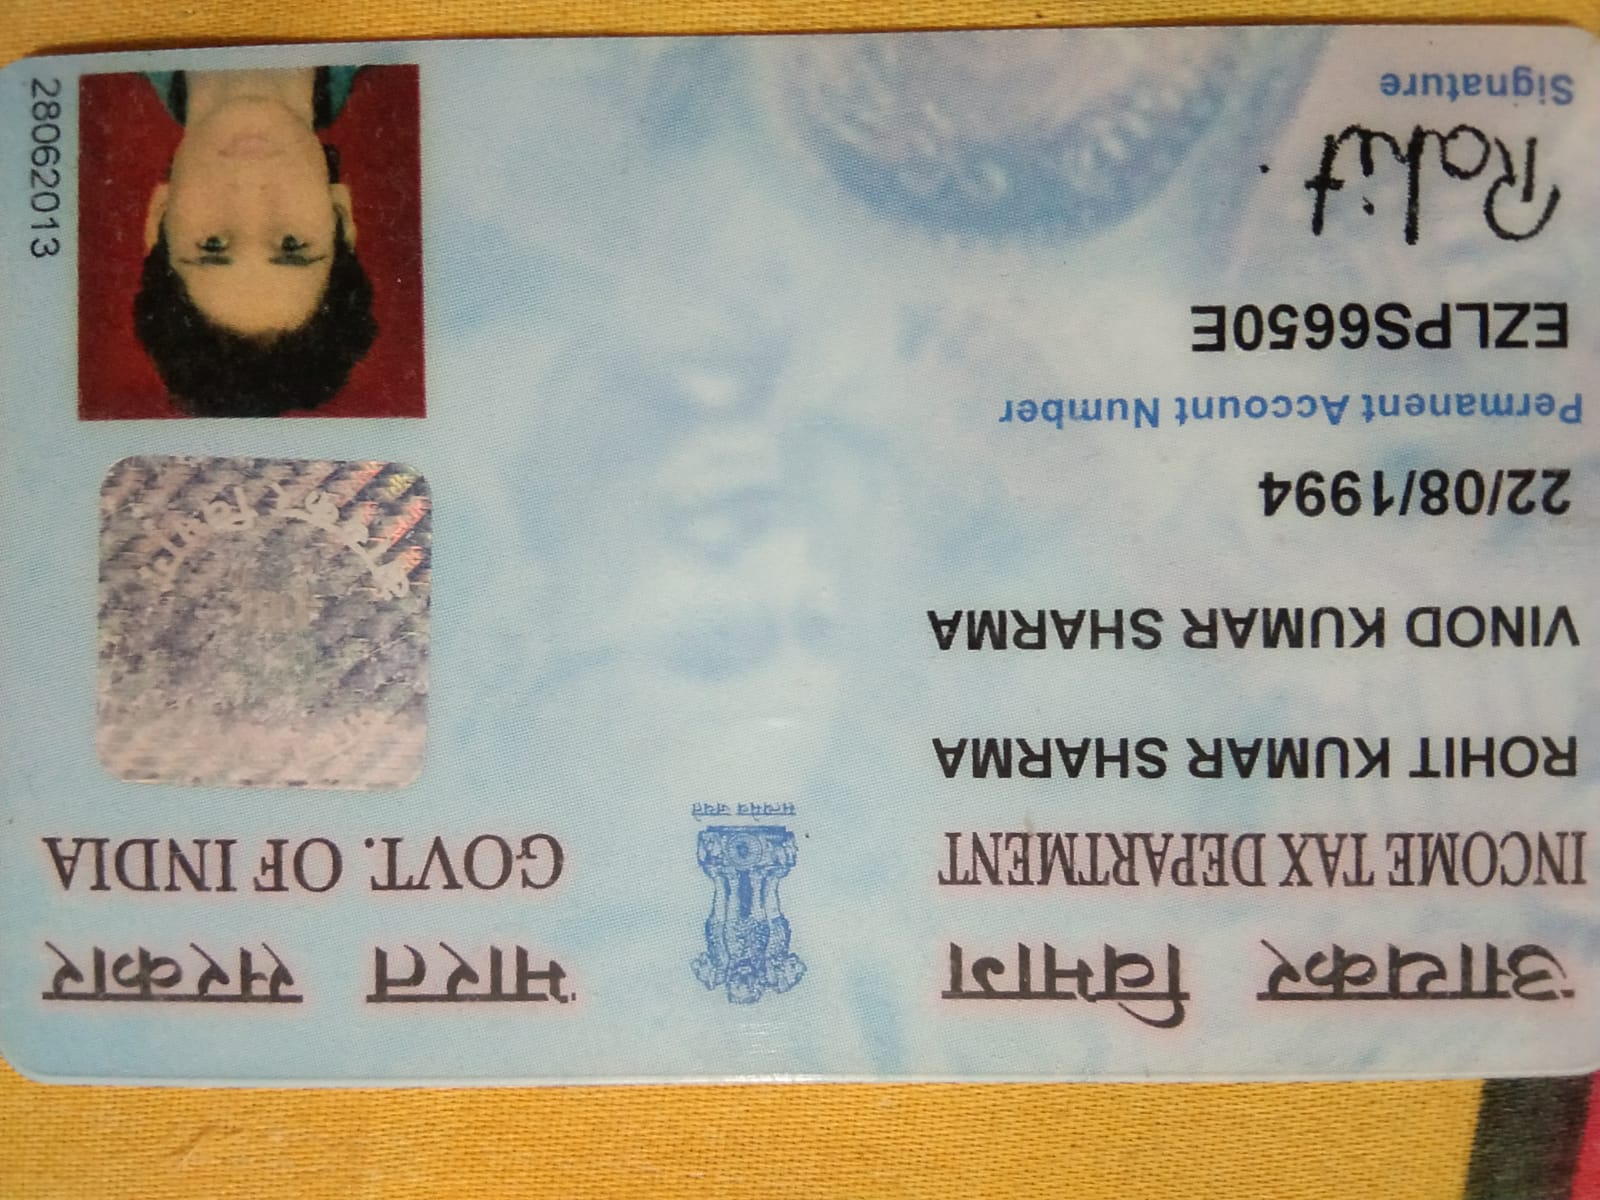 आयकर विभाग
भारत सरकार
INCOME TAX DEPARTMENT
GOVT. OF INDIA
सत्यमेव जयते
ROHIT KUMAR SHARMA
VINOD KUMAR SHARMA
22/08/1994
Permanent Account Number
EZLPS6650E
Rohit
Signature
28062013